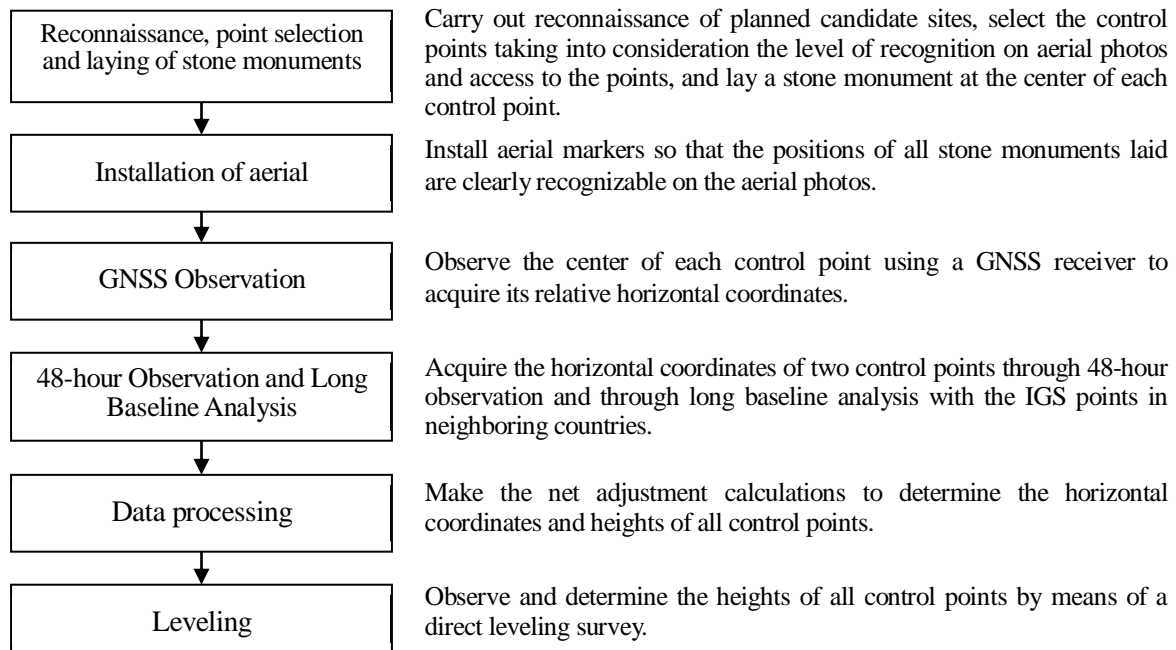 Reconnaissance, point selection
and laying of stone monuments
Carry out reconnaissance of planned candidate sites, select the control
points taking into consideration the level of recognition on aerial photos
and access to the points, and lay a stone monument at the center of each
control point.
Installation of aerial
Install aerial markers so that the positions of all stone monuments laid
are clearly recognizable on the aerial photos.
GNSS Observation
Observe the center of each control point using a GNSS receiver to
acquire its relative horizontal coordinates.
48-hour Observation and Long
Baseline Analysis
Acquire the horizontal coordinates of two control points through 48-hour
observation and through long baseline analysis with the IGS points in
neighboring countries.
Data processing
Make the net adjustment calculations to determine the horizontal
coordinates and heights of all control points.
Leveling
Observe and determine the heights of all control points by means of a
direct leveling survey.